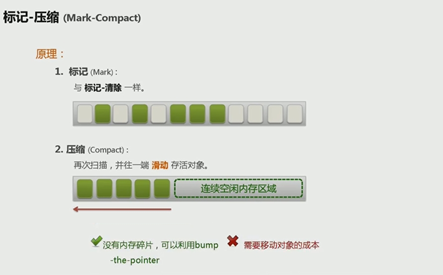 标记-压缩 (Mark-Compact)
原理：
1. 标记 (Mark)：
与 标记-清除 一样。
2. 压缩 (Compact)：
再次扫描，并往一端 滑动 存活对象。
连续空闲内存区域
没有内存碎片，可以利用bump
-the-pointer
需要移动对象的成本